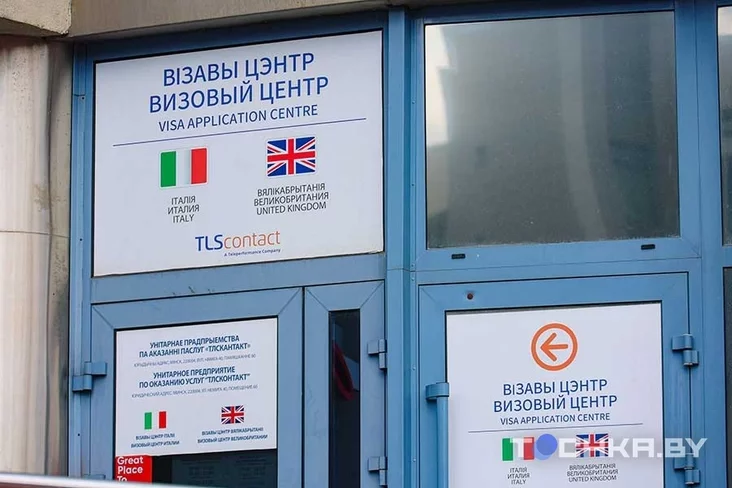 ВІЗАВЫ ЦЭНТР
ВИЗОВЫЙ ЦЕНТР
VISA APPLICATION CENTRE
ІТАЛІЯ
ИТАЛИЯ
ITALY
ВЯЛІКАБРЫТАНІЯ
ВЕЛИКОБРИТАНИЯ
UNITED KINGDOM
TLScontact
A Teleperformance Company
УНІТАРНАЕ ПРАДПРЫЕМСТВА
ПА АКАЗАННІ ПАСЛУГ «ТЛСКАНТАКТ»
УНИТАРНОЕ ПРЕДПРИЯТИЕ
ПО ОКАЗАНИЮ УСЛУГ "ТЛСКОНТАКТ"
ВІЗАВЫ ЦЭНТР ІТАЛІІ
ВИЗОВЫЙ ЦЕНТР ИТАЛИИ
ВІЗАВЫ ЦЭНТР ВЯЛІКАБРЫТАНІІ
ВИЗОВЫЙ ЦЕНТР ВЕЛИКОБРИТАНИИ
Great
Place To
ВІЗАВЫ ЦЭНТР
ВИЗОВЫЙ ЦЕНТР
VISA APPLICATION CENTRE
ІТАЛІЯ
ИТАЛИЯ
ITALY
ВЯЛІКАБРЫТАНІЯ
ВЕЛИКОБРИТАНИЯ
UNITED KINGDOM
TOCHKA.BY